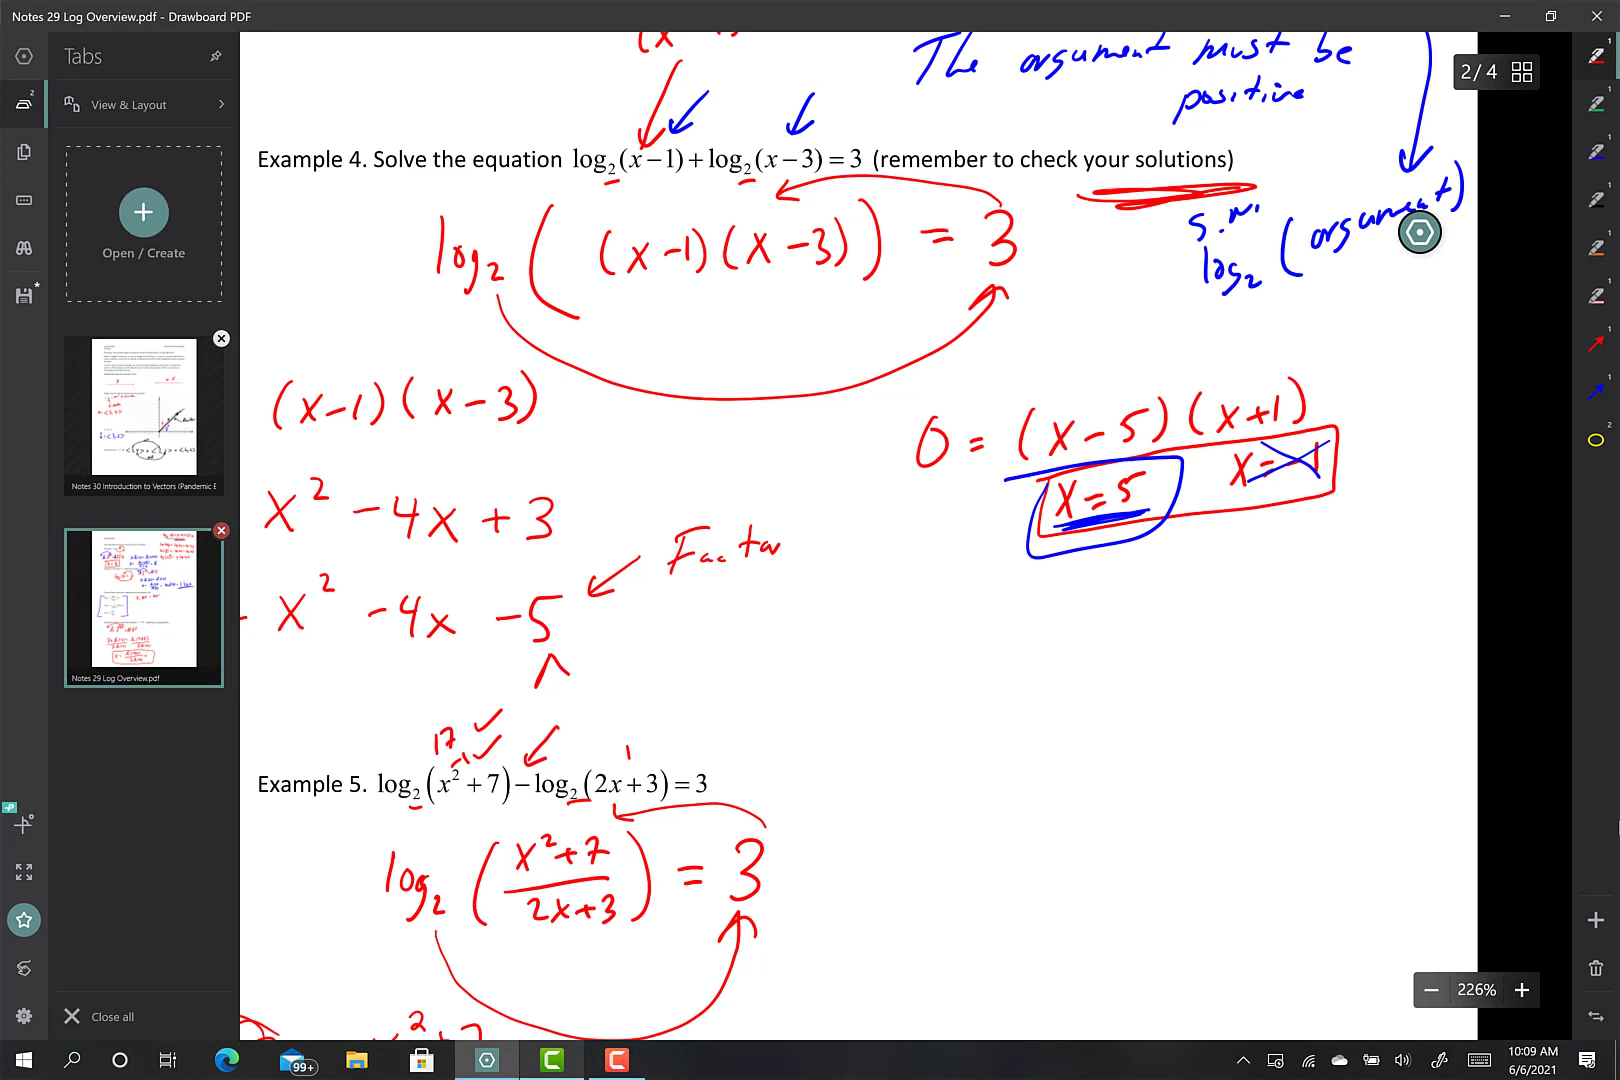 Notes 29 Log Overview.pdf - Drawboard PDF
Tabs
View & Layout
Open / Create
Notes 30 Introduction to Vectors (Pandemic E
Notes 29 Log Overview.pdf
Close all
2 / 4
The argument must be
positive
Example 4. Solve the equation log₂(x−1)+log₂(x−3)=3 (remember to check your solutions)
log₂((x−1)(x−3)) = 3
log₂(argument)
(x−1)(x−3)
0 = (x−5)(x+1)
x=5 x=−1
x² −4x +3
Factor
x² −4x −5
17
−1
1
Example 5. log₂(x²+7)−log₂(2x+3)=3
log₂(x²+7 / 2x+3) = 3
226%
99+
10:09 AM
6/6/2021